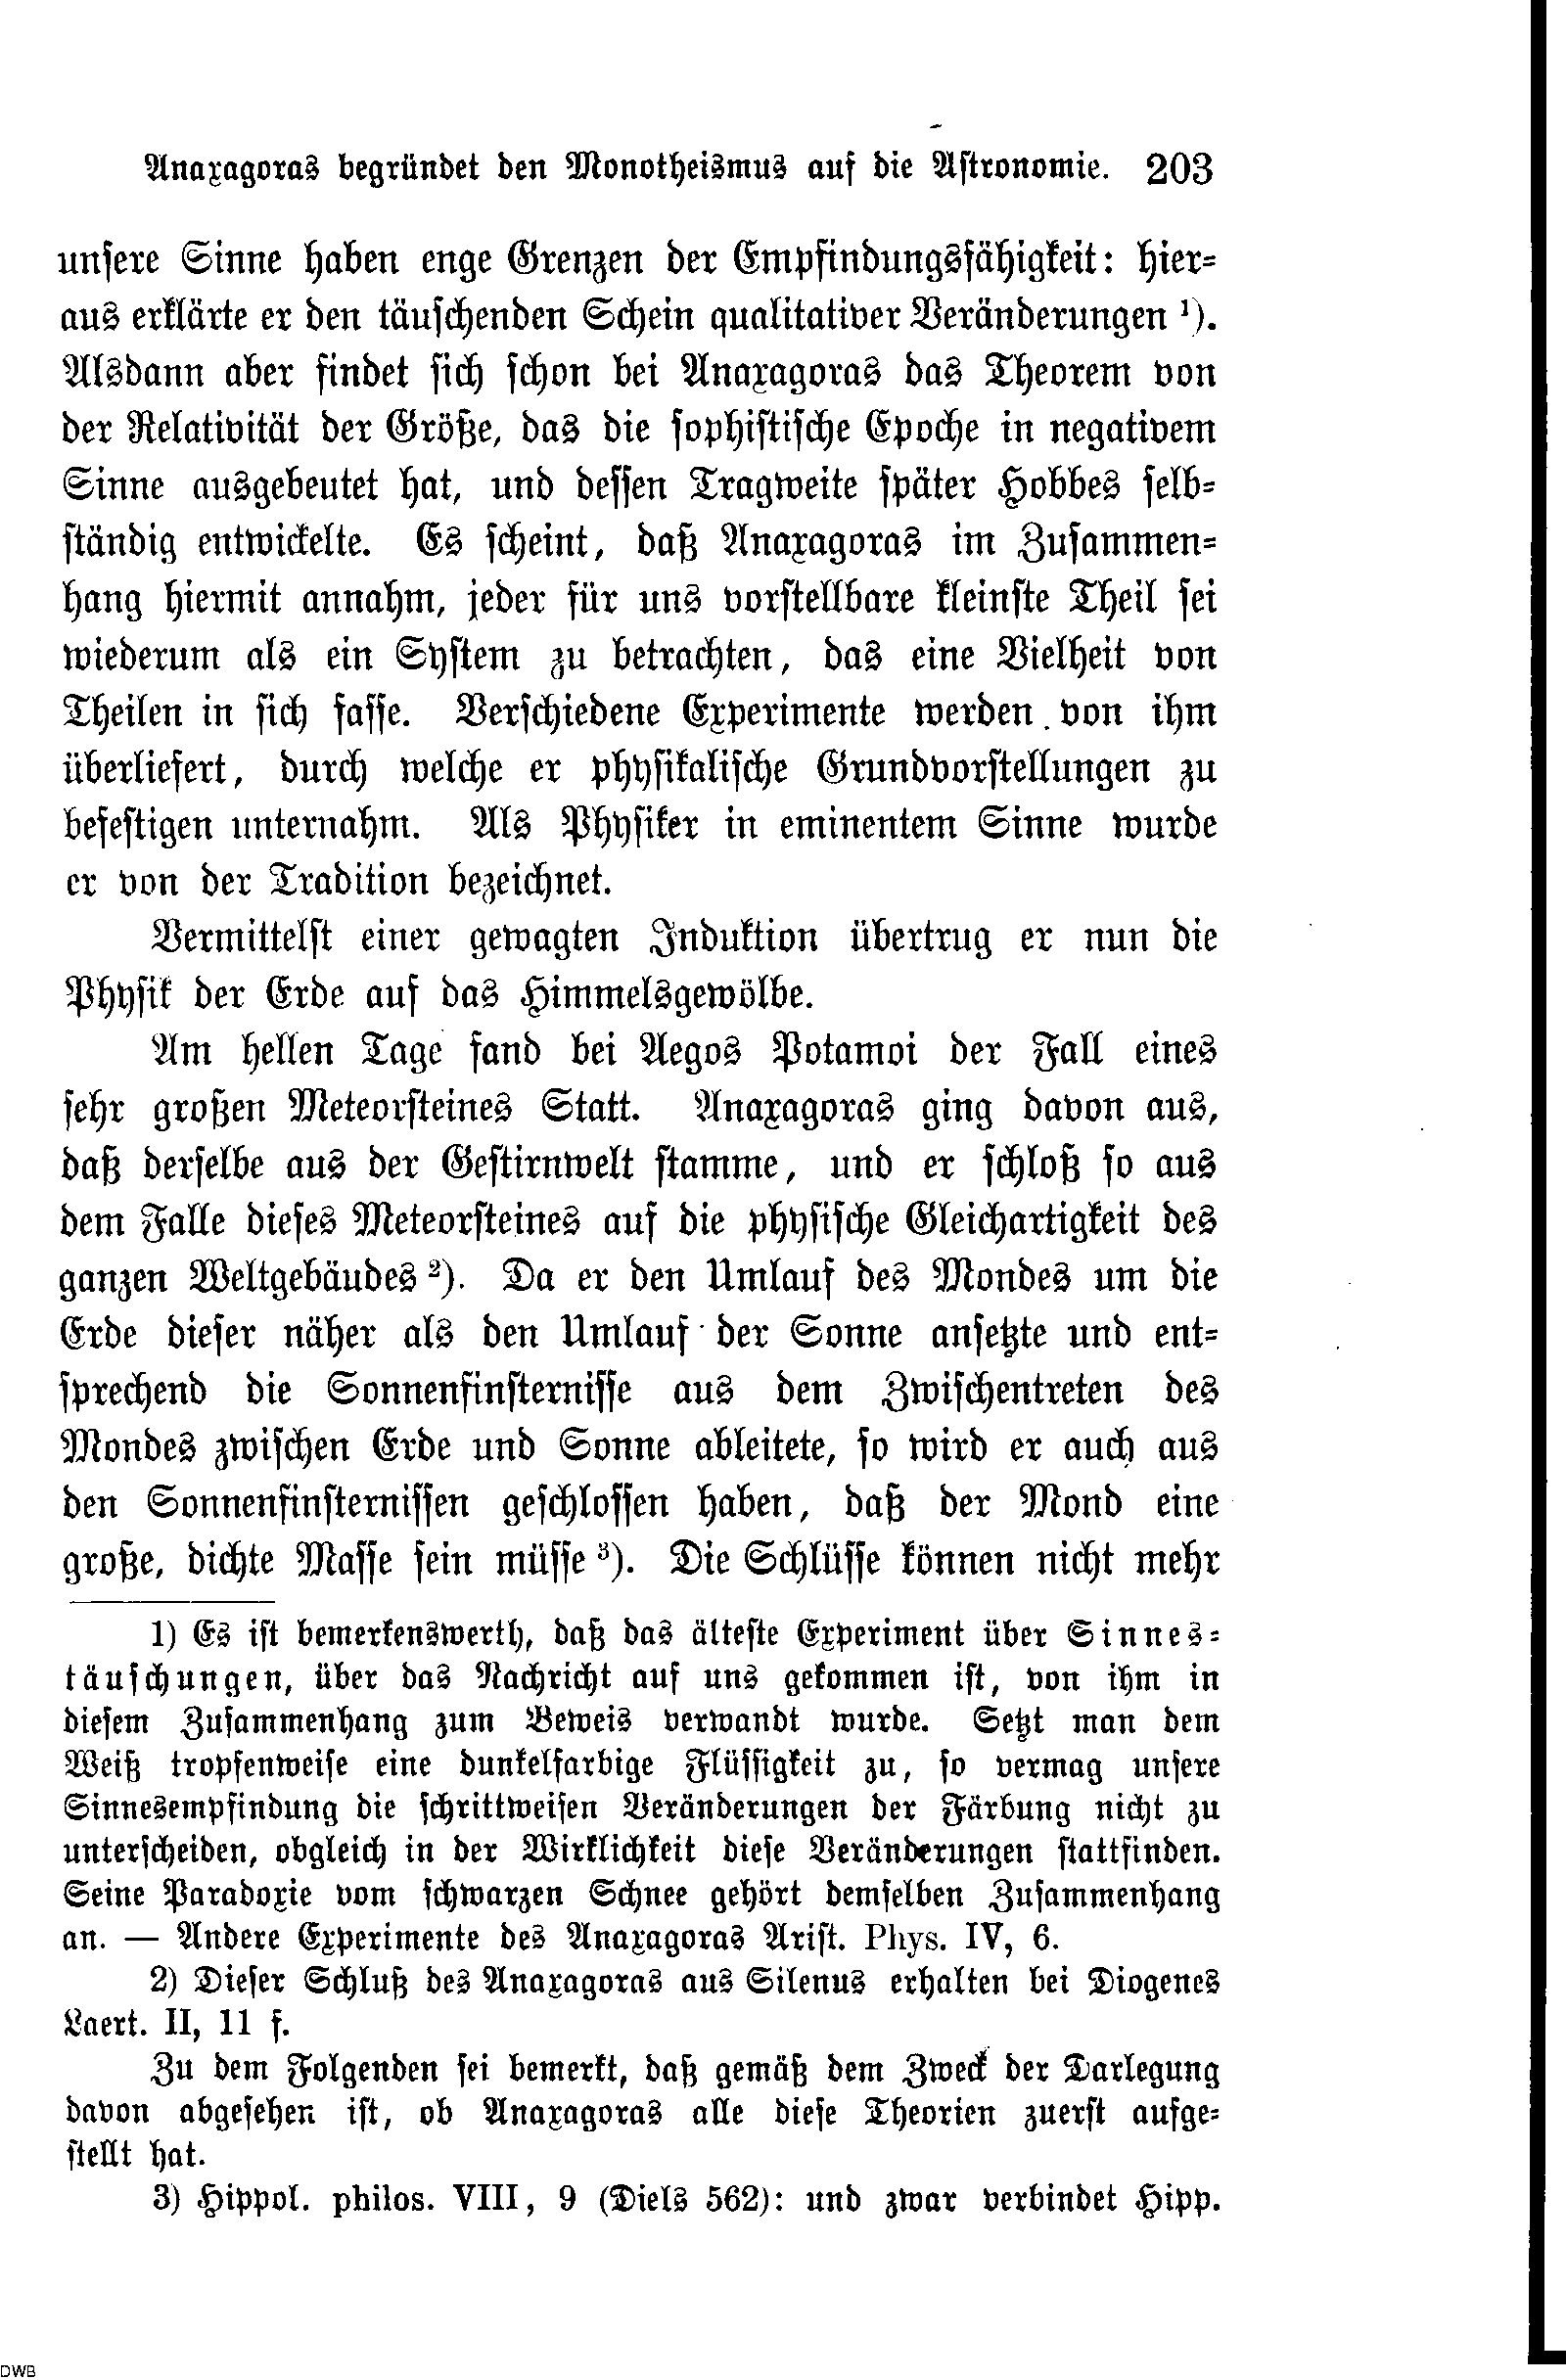 Anaxagoras begründet den Monotheismus auf die Astronomie. 203
unsere Sinne haben enge Grenzen der Empfindungsfähigkeit: hier-
aus erklärte er den täuschenden Schein qualitativer Veränderungen ¹).
Alsdann aber findet sich schon bei Anaxagoras das Theorem von
der Relativität der Größe, das die sophistische Epoche in negativem
Sinne ausgebeutet hat, und dessen Tragweite später Hobbes selb-
ständig entwickelte. Es scheint, daß Anaxagoras im Zusammen-
hang hiermit annahm, jeder für uns vorstellbare kleinste Theil sei
wiederum als ein System zu betrachten, das eine Vielheit von
Theilen in sich fasse. Verschiedene Experimente werden von ihm
überliefert, durch welche er physikalische Grundvorstellungen zu
befestigen unternahm. Als Physiker in eminentem Sinne wurde
er von der Tradition bezeichnet.
Vermittelst einer gewagten Induktion übertrug er nun die
Physik der Erde auf das Himmelsgewölbe.
Am hellen Tage fand bei Aegos Potamoi der Fall eines
sehr großen Meteorsteines Statt. Anaxagoras ging davon aus,
daß derselbe aus der Gestirnwelt stamme, und er schloß so aus
dem Falle dieses Meteorsteines auf die physische Gleichartigkeit des
ganzen Weltgebäudes ²). Da er den Umlauf des Mondes um die
Erde dieser näher als den Umlauf der Sonne ansetzte und ent-
sprechend die Sonnenfinsternisse aus dem Zwischentreten des
Mondes zwischen Erde und Sonne ableitete, so wird er auch aus
den Sonnenfinsternissen geschlossen haben, daß der Mond eine
große, dichte Masse sein müsse ³). Die Schlüsse können nicht mehr
1) Es ist bemerkenswerth, daß das älteste Experiment über Sinnes-
täuschungen, über das Nachricht auf uns gekommen ist, von ihm in
diesem Zusammenhang zum Beweis verwandt wurde. Setzt man dem
Weiß tropfenweise eine dunkelfarbige Flüssigkeit zu, so vermag unsere
Sinnesempfindung die schrittweisen Veränderungen der Färbung nicht zu
unterscheiden, obgleich in der Wirklichkeit diese Veränderungen stattfinden.
Seine Paradoxie vom schwarzen Schnee gehört demselben Zusammenhang
an. — Andere Experimente des Anaxagoras Arist. Phys. IV, 6.
2) Dieser Schluß des Anaxagoras aus Silenus erhalten bei Diogenes
Laert. II, 11 f.
Zu dem Folgenden sei bemerkt, daß gemäß dem Zweck der Darlegung
davon abgesehen ist, ob Anaxagoras alle diese Theorien zuerst aufge-
stellt hat.
3) Hippol. philos. VIII, 9 (Diels 562): und zwar verbindet Hipp.
DWB